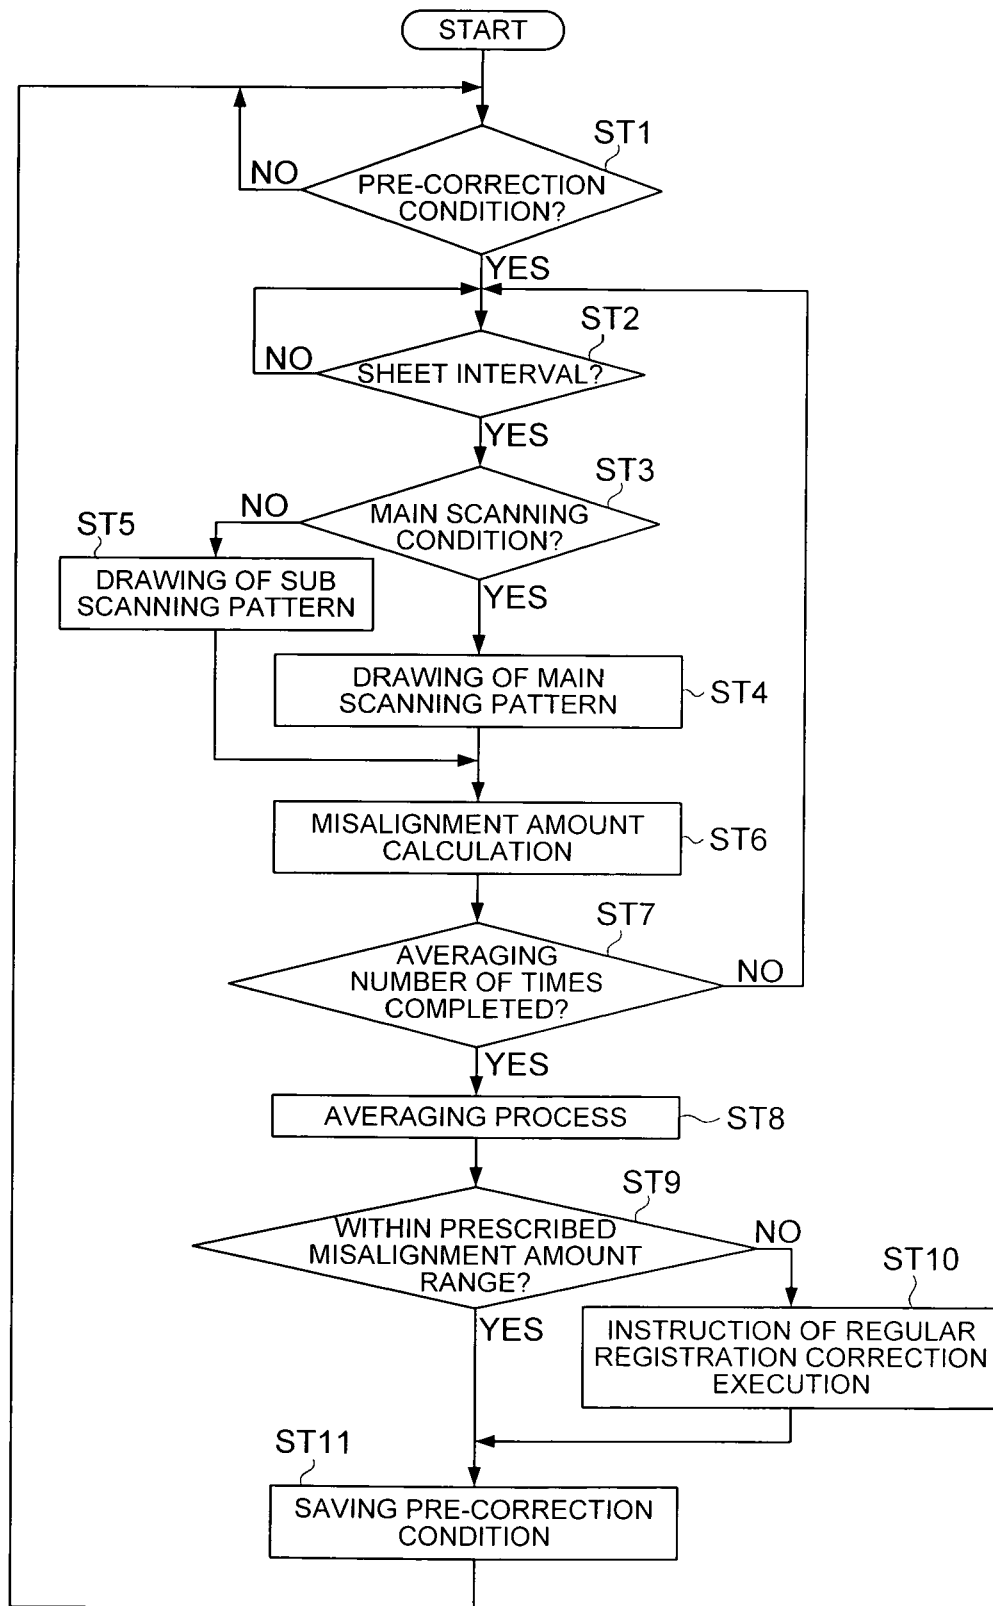 START
ST1
NO
PRE-CORRECTION
CONDITION?
YES
ST2
NO
SHEET INTERVAL?
YES
ST3
NO
MAIN SCANNING
CONDITION?
ST5
DRAWING OF SUB
SCANNING PATTERN
YES
DRAWING OF MAIN
SCANNING PATTERN
ST4
MISALIGNMENT AMOUNT
CALCULATION
ST6
ST7
AVERAGING
NUMBER OF TIMES
COMPLETED?
NO
YES
AVERAGING PROCESS
ST8
ST9
WITHIN PRESCRIBED
MISALIGNMENT AMOUNT
RANGE?
NO
ST10
YES
INSTRUCTION OF REGULAR
REGISTRATION CORRECTION
EXECUTION
ST11
SAVING PRE-CORRECTION
CONDITION